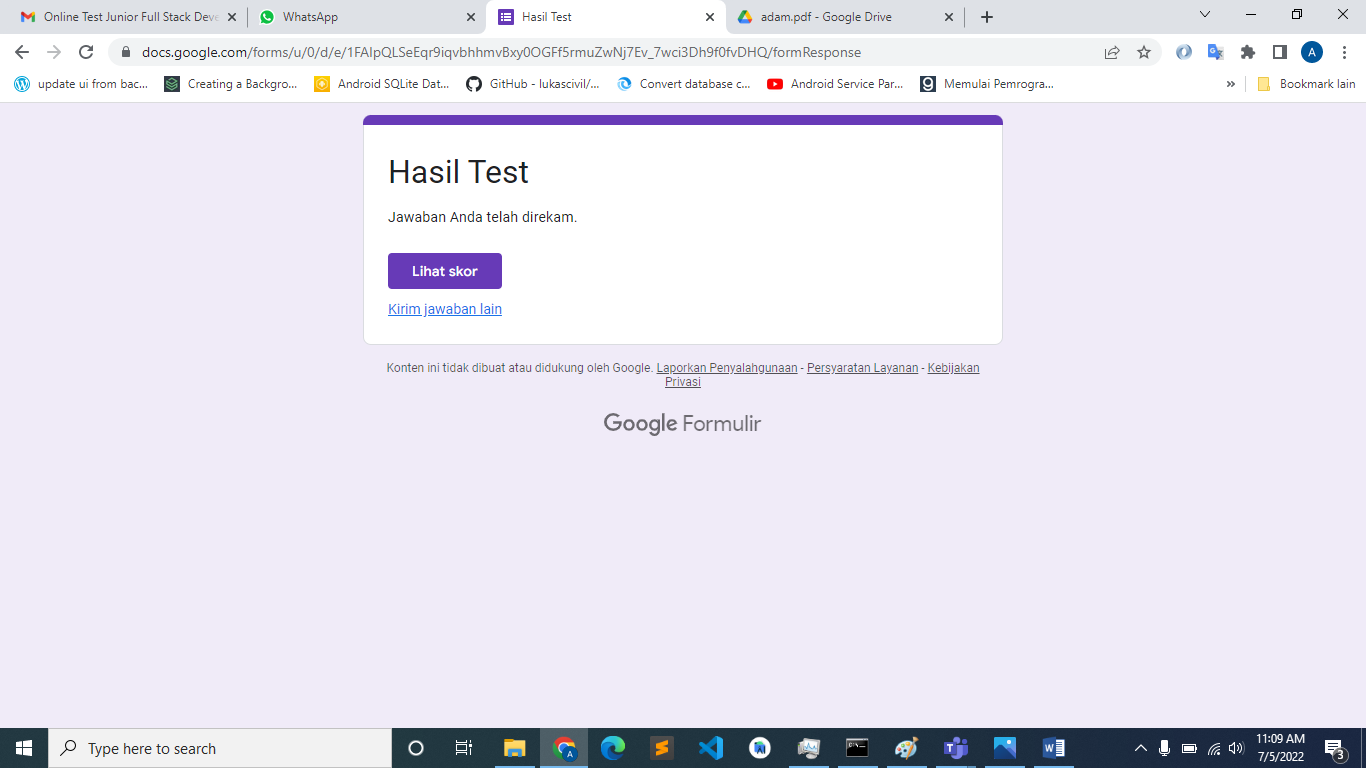 Online Test Junior Full Stack Deve
WhatsApp
Hasil Test
adam.pdf - Google Drive
docs.google.com/forms/u/0/d/e/1FAIpQLSeEqr9iqvbhhmvBxy0OGFf5rmuZwNj7Ev_7wci3Dh9f0fvDHQ/formResponse
A
update ui from bac...
Creating a Backgro...
Android SQLite Dat...
GitHub - lukascivil/...
Convert database c...
Android Service Par...
Memulai Pemrogra...
»
Bookmark lain
Hasil Test
Jawaban Anda telah direkam.
Lihat skor
Kirim jawaban lain
Konten ini tidak dibuat atau didukung oleh Google. Laporkan Penyalahgunaan - Persyaratan Layanan - Kebijakan
Privasi
Google Formulir
Type here to search
11:09 AM
7/5/2022
3